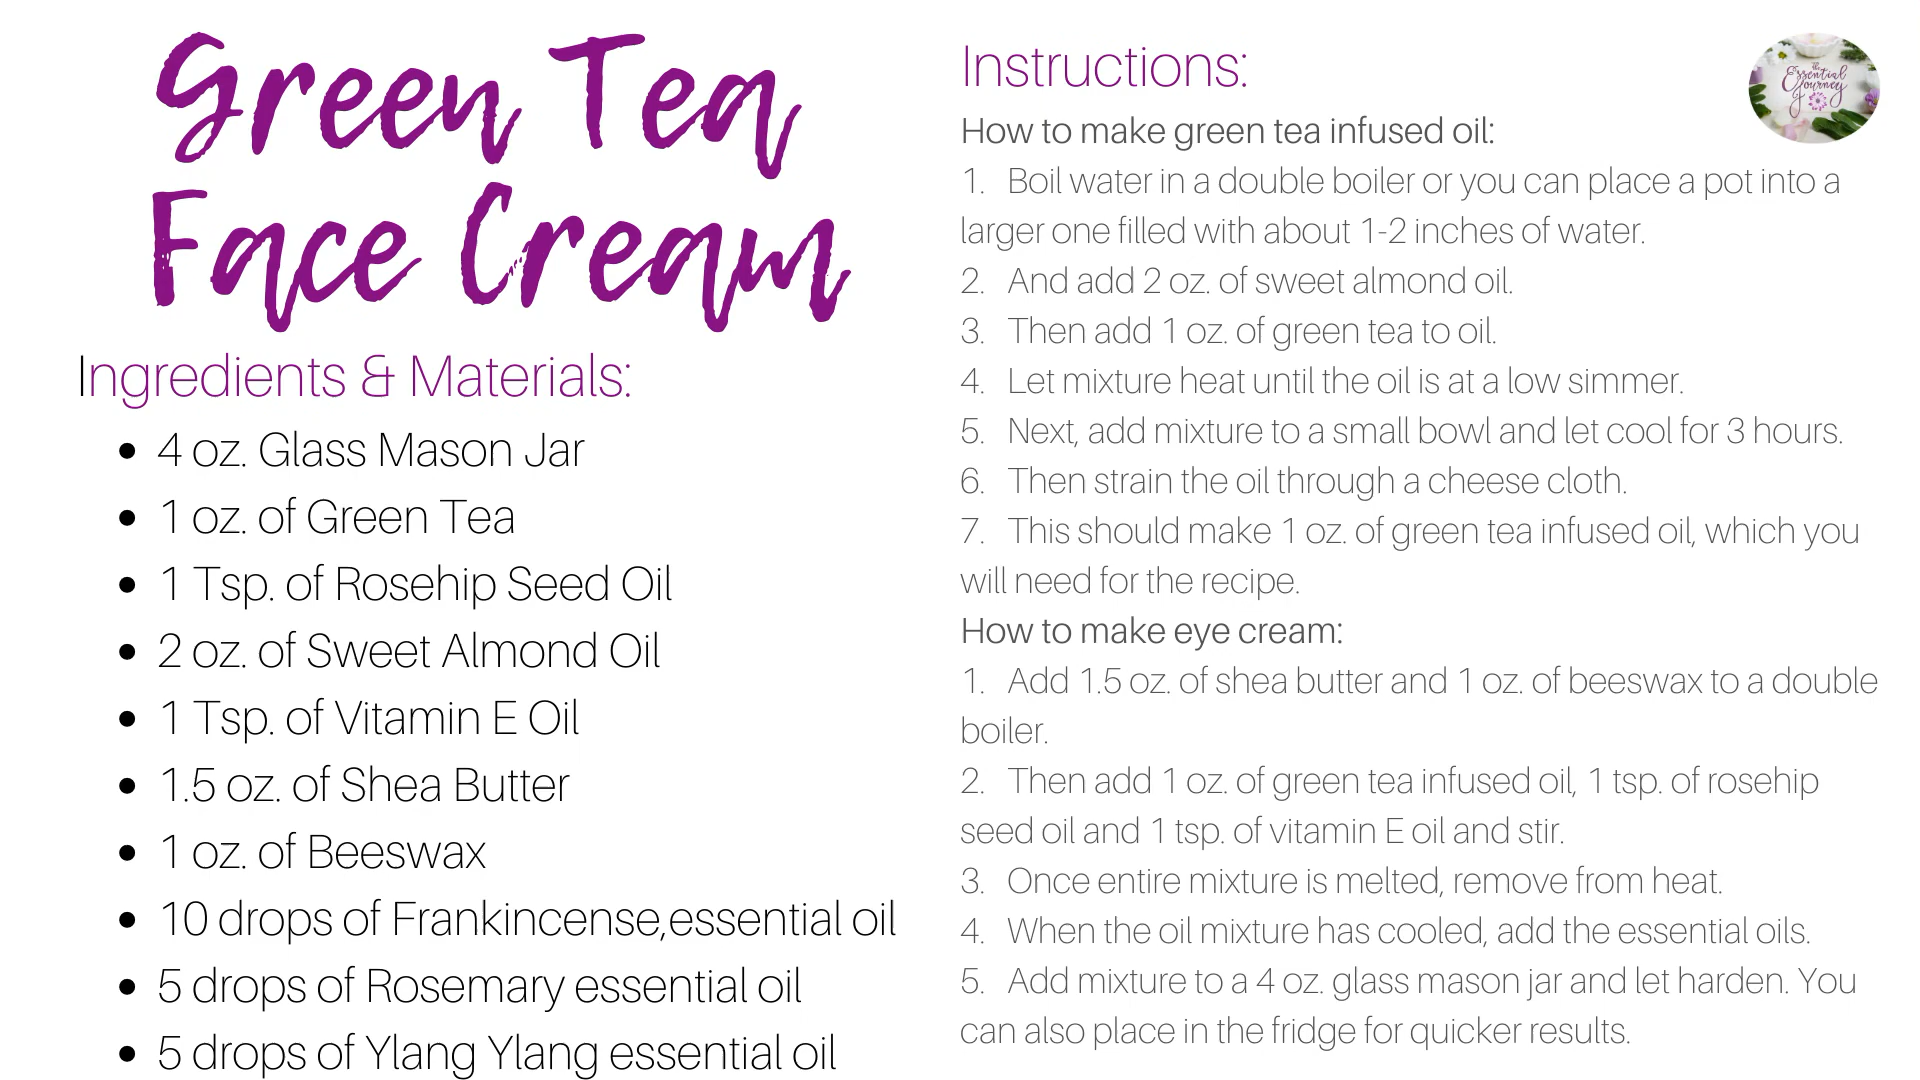 Green Tea
Face Cream
Ingredients & Materials:
4 oz. Glass Mason Jar
1 oz. of Green Tea
1 Tsp. of Rosehip Seed Oil
2 oz. of Sweet Almond Oil
1 Tsp. of Vitamin E Oil
1.5 oz. of Shea Butter
1 oz. of Beeswax
10 drops of Frankincense,essential oil
5 drops of Rosemary essential oil
5 drops of Ylang Ylang essential oil
Instructions:
How to make green tea infused oil:
1. Boil water in a double boiler or you can place a pot into a
larger one filled with about 1-2 inches of water.
2. And add 2 oz. of sweet almond oil.
3. Then add 1 oz. of green tea to oil.
4. Let mixture heat until the oil is at a low simmer.
5. Next, add mixture to a small bowl and let cool for 3 hours.
6. Then strain the oil through a cheese cloth.
7. This should make 1 oz. of green tea infused oil, which you
will need for the recipe.
How to make eye cream:
1. Add 1.5 oz. of shea butter and 1 oz. of beeswax to a double
boiler.
2. Then add 1 oz. of green tea infused oil, 1 tsp. of rosehip
seed oil and 1 tsp. of vitamin E oil and stir.
3. Once entire mixture is melted, remove from heat.
4. When the oil mixture has cooled, add the essential oils.
5. Add mixture to a 4 oz. glass mason jar and let harden. You
can also place in the fridge for quicker results.
the
Essential
Journey